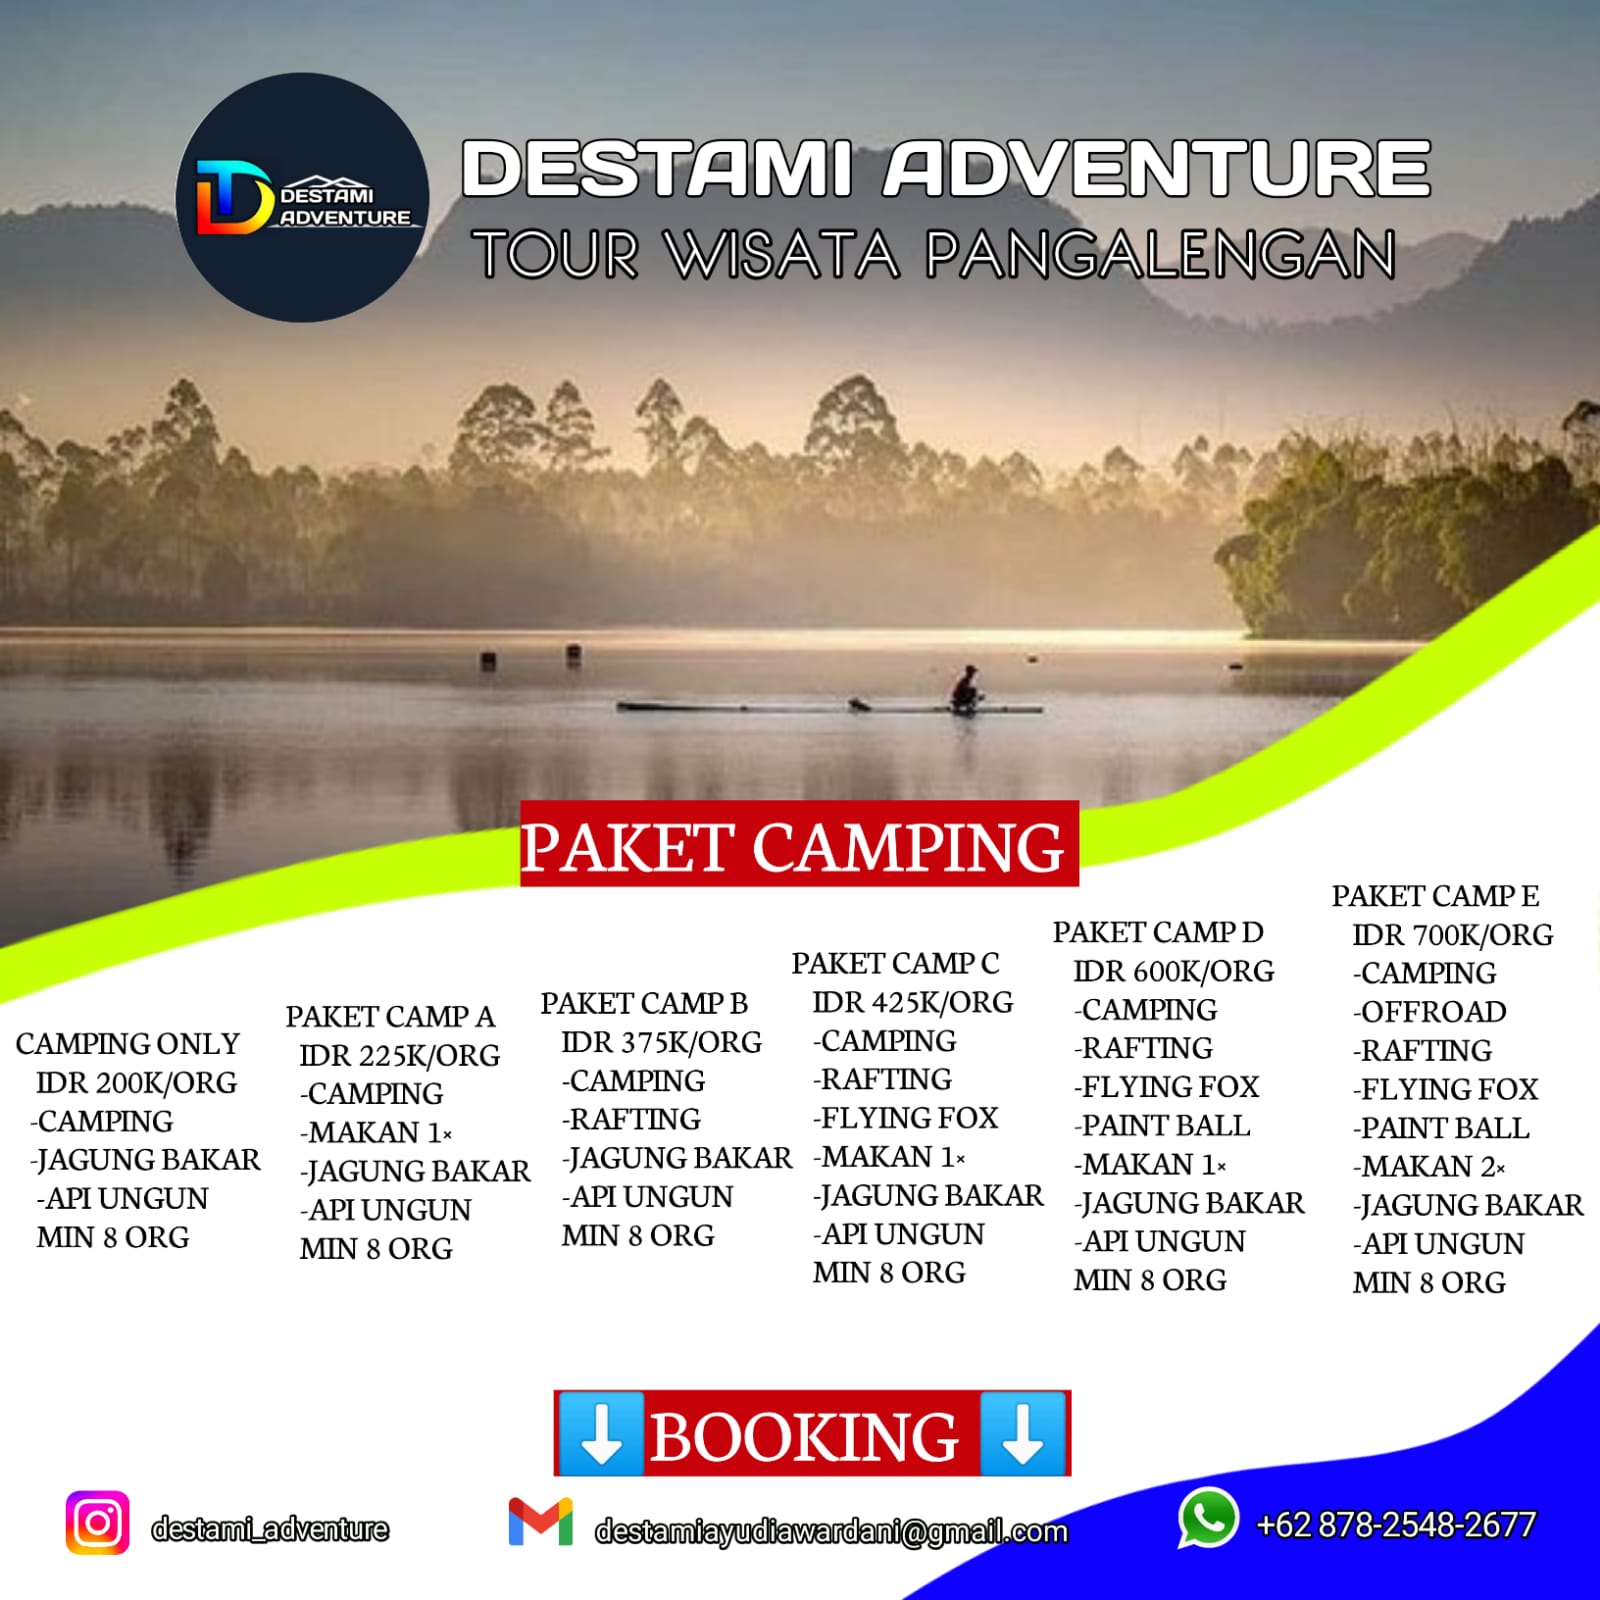 DESTAMI
ADVENTURE
DESTAMI ADVENTURE
TOUR WISATA PANGALENGAN
PAKET CAMPING
CAMPING ONLY
IDR 200K/ORG
-CAMPING
-JAGUNG BAKAR
-API UNGUN
MIN 8 ORG
PAKET CAMP A
IDR 225K/ORG
-CAMPING
-MAKAN 1×
-JAGUNG BAKAR
-API UNGUN
MIN 8 ORG
PAKET CAMP B
IDR 375K/ORG
-CAMPING
-RAFTING
-JAGUNG BAKAR
-API UNGUN
MIN 8 ORG
PAKET CAMP C
IDR 425K/ORG
-CAMPING
-RAFTING
-FLYING FOX
-MAKAN 1×
-JAGUNG BAKAR
-API UNGUN
MIN 8 ORG
PAKET CAMP D
IDR 600K/ORG
-CAMPING
-RAFTING
-FLYING FOX
-PAINT BALL
-MAKAN 1×
-JAGUNG BAKAR
-API UNGUN
MIN 8 ORG
PAKET CAMP E
IDR 700K/ORG
-CAMPING
-OFFROAD
-RAFTING
-FLYING FOX
-PAINT BALL
-MAKAN 2×
-JAGUNG BAKAR
-API UNGUN
MIN 8 ORG
⬇BOOKING ⬇
destami_adventure
destamiayudiawardani@gmail.com
+62 878-2548-2677